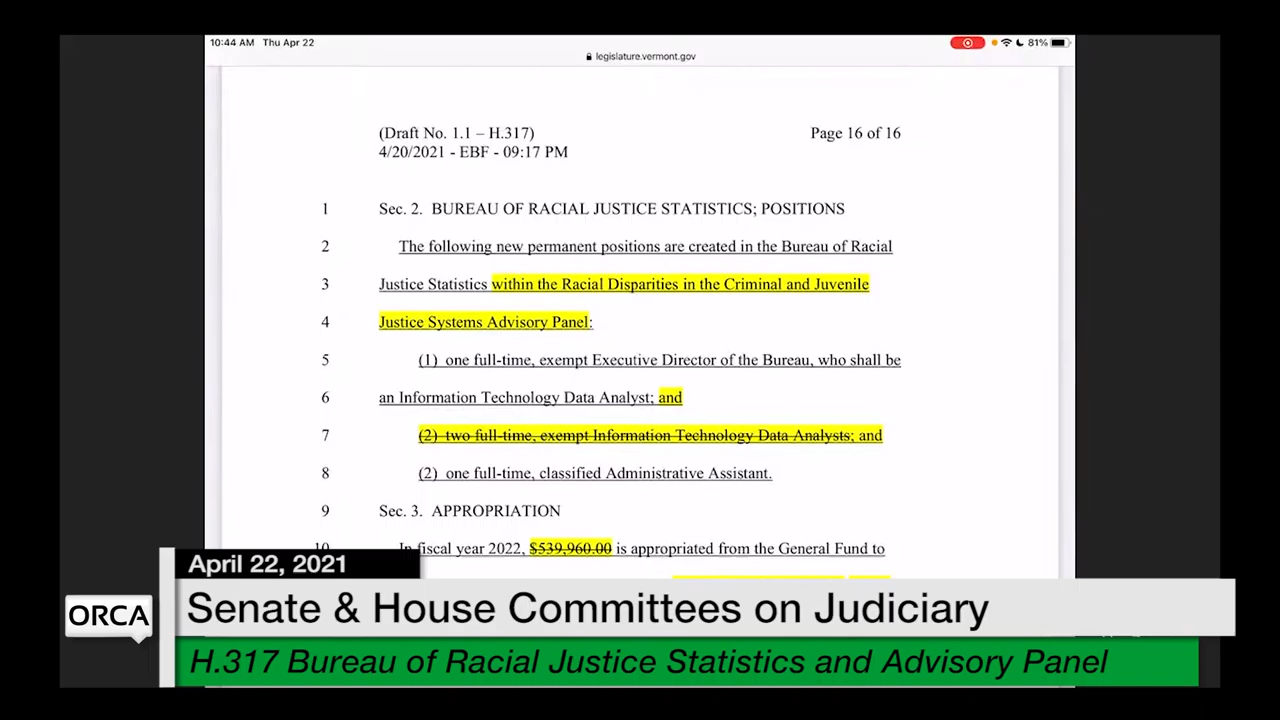 10:44 AM Thu Apr 22
81%
legislature.vermont.gov
(Draft No. 1.1 – H.317)
Page 16 of 16
4/20/2021 - EBF - 09:17 PM
1 Sec. 2. BUREAU OF RACIAL JUSTICE STATISTICS; POSITIONS
2 The following new permanent positions are created in the Bureau of Racial
3 Justice Statistics within the Racial Disparities in the Criminal and Juvenile
4 Justice Systems Advisory Panel:
5 (1) one full-time, exempt Executive Director of the Bureau, who shall be
6 an Information Technology Data Analyst; and
7 (2) two full-time, exempt Information Technology Data Analysts; and
8 (2) one full-time, classified Administrative Assistant.
9 Sec. 3. APPROPRIATION
10 In fiscal year 2022, $539,960.00 is appropriated from the General Fund to
April 22, 2021
ORCA
Senate & House Committees on Judiciary
H.317 Bureau of Racial Justice Statistics and Advisory Panel